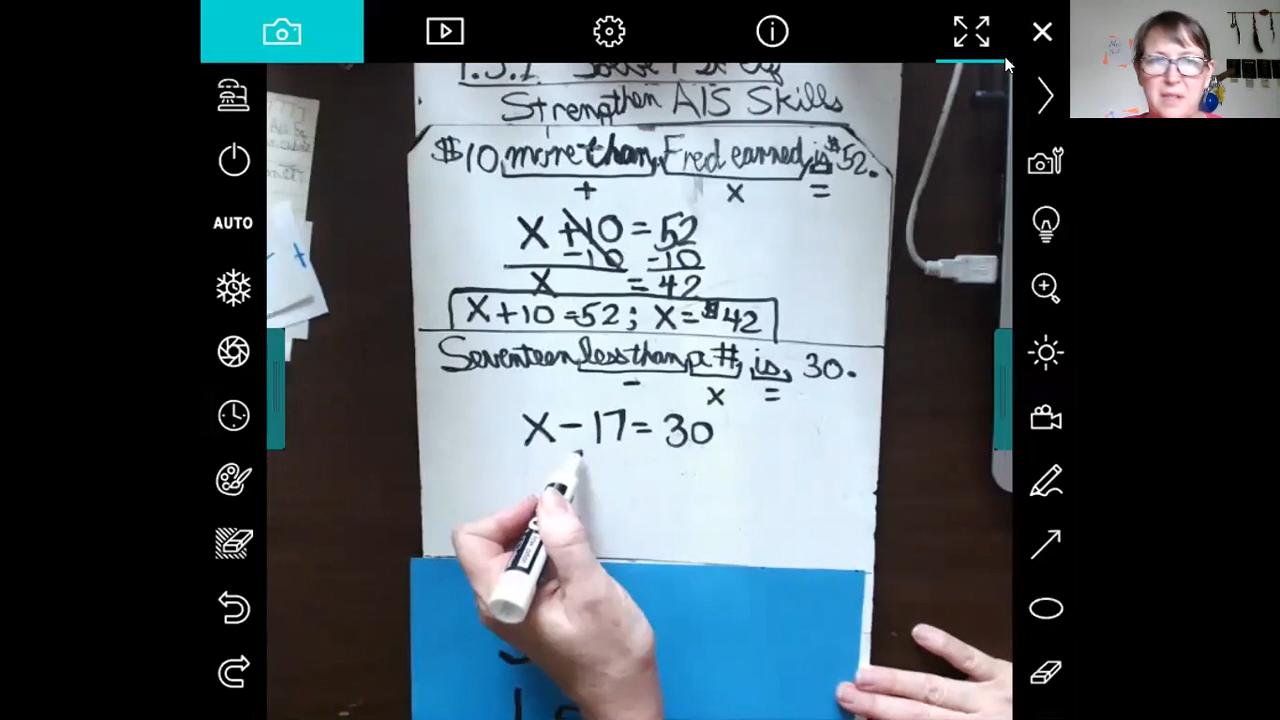 AUTO
Strengthen AIS Skills
$10 more than Fred earned is $52.
+ x =
X +10 = 52
-10 -10
x = 42
X+10=52; X=$42
Seventeen less than a # is 30.
- x =
X-17=30